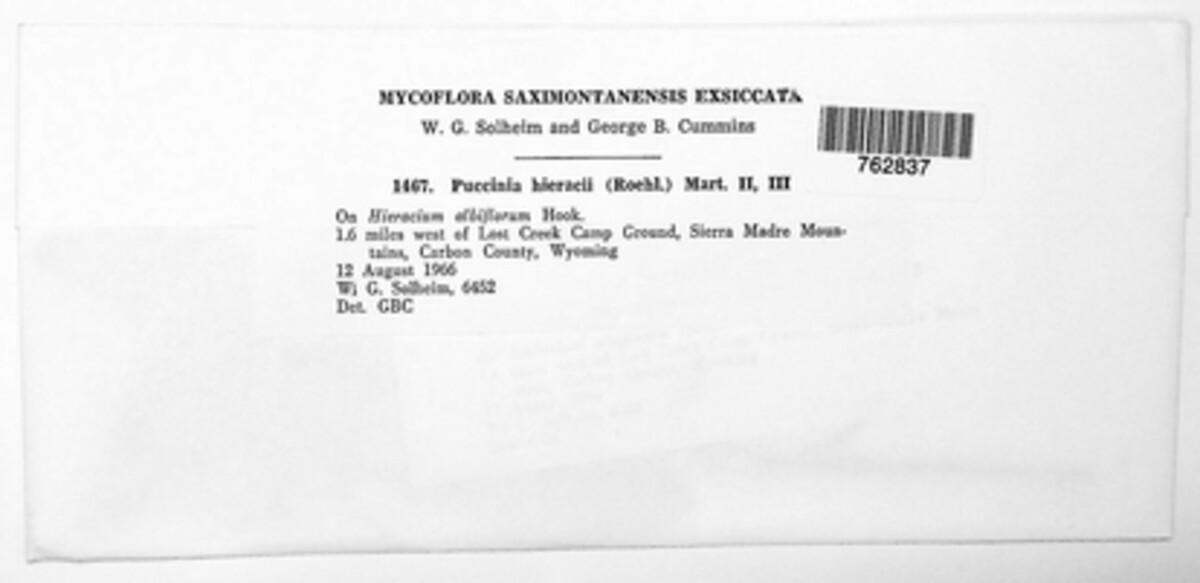 MYCOFLORA SAXIMONTANENSIS EXSICCATA
W. G. Solheim and George B. Cummins
762837
1467. Puccinia hieracii (Roehl.) Mart. II, III
On Hieracium albiflorum Hook.
1.6 miles west of Lost Creek Camp Ground, Sierra Madre Moun-
tains, Carbon County, Wyoming
12 August 1966
W. G. Solheim, 6452
Det. GBC